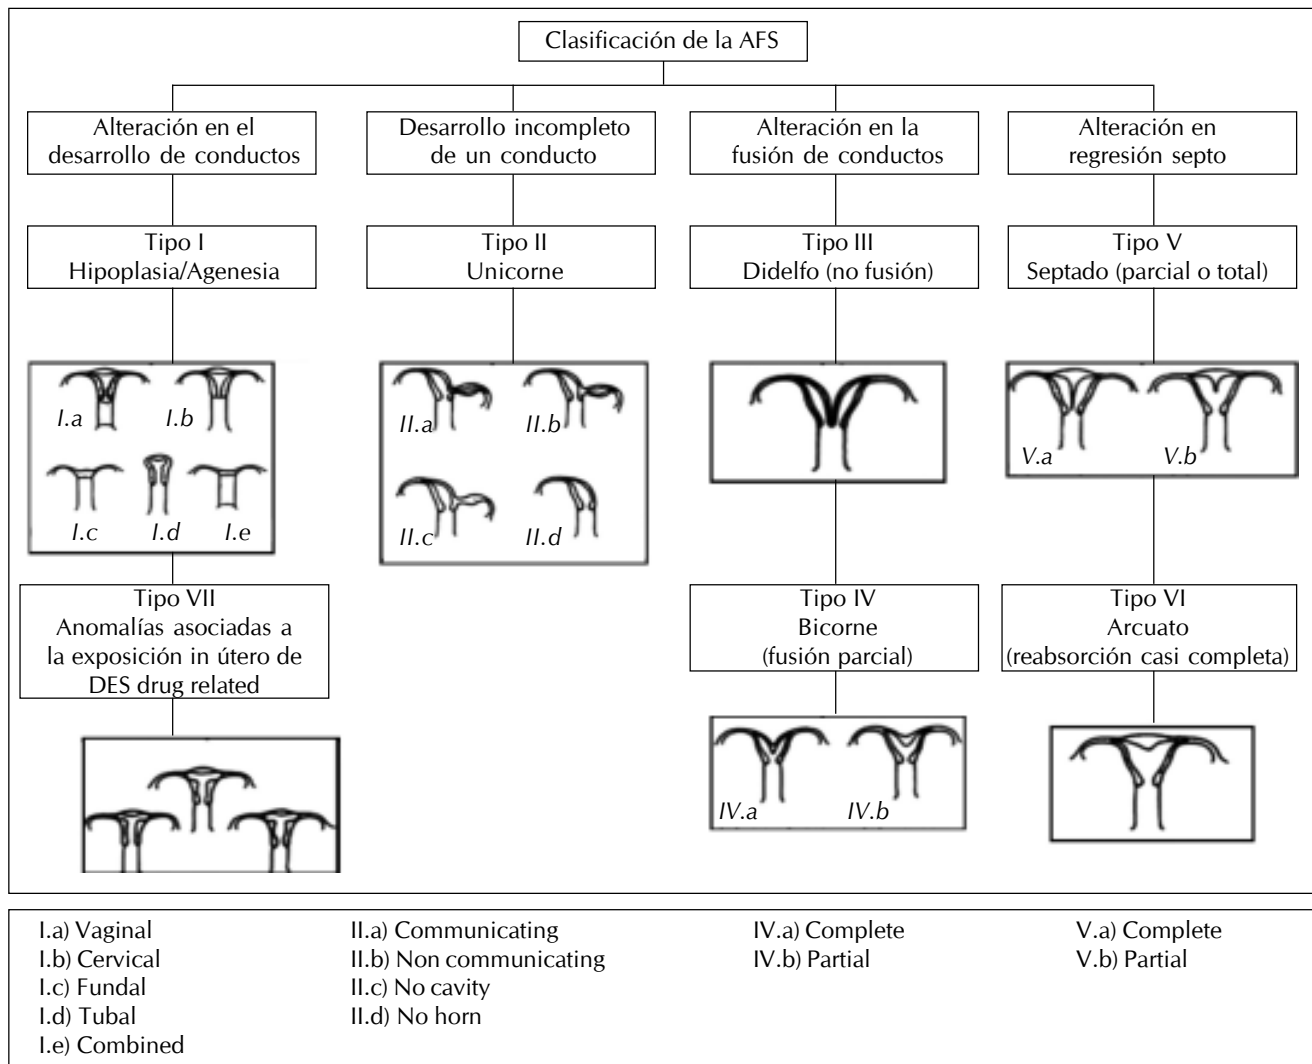 Clasificación de la AFS
Alteración en el
desarrollo de conductos
Desarrollo incompleto
de un conducto
Alteración en la
fusión de conductos
Alteración en
regresión septo
Tipo I
Hipoplasia/Agenesia
Tipo II
Unicorne
Tipo III
Didelfo (no fusión)
Tipo V
Septado (parcial o total)
I.a
I.b
I.c
I.d
I.e
II.a
II.b
II.c
II.d
V.a
V.b
Tipo VII
Anomalías asociadas a
la exposición in útero de
DES drug related
Tipo IV
Bicorne
(fusión parcial)
Tipo VI
Arcuato
(reabsorción casi completa)
IV.a
IV.b
I.a) Vaginal
I.b) Cervical
I.c) Fundal
I.d) Tubal
I.e) Combined
II.a) Communicating
II.b) Non communicating
II.c) No cavity
II.d) No horn
IV.a) Complete
IV.b) Partial
V.a) Complete
V.b) Partial